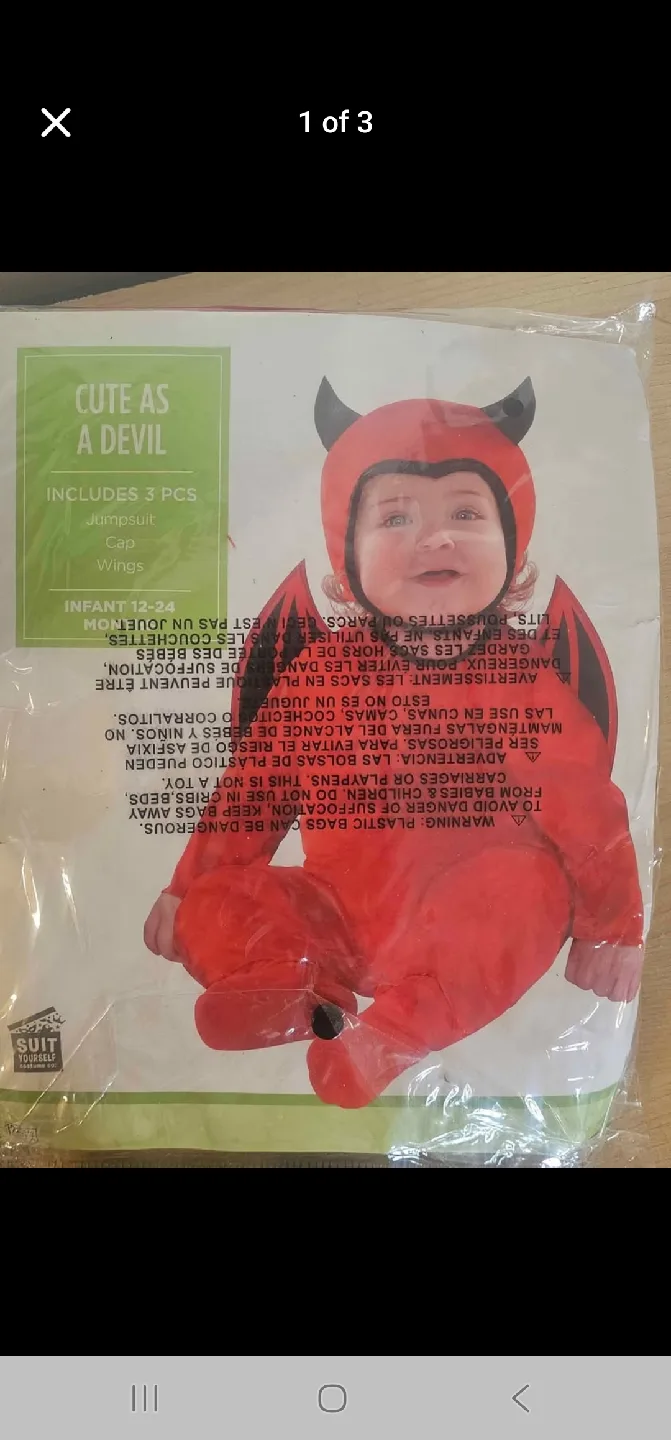 1 of 3
CUTE AS
A DEVIL
INCLUDES 3 PCS
Jumpsuit
Cap
Wings
INFANT 12-24
WARNING: PLASTIC BAGS CAN BE DANGEROUS.
TO AVOID DANGER OF SUFFOCATION, KEEP BAGS AWAY
FROM BABIES & CHILDREN. DO NOT USE IN CRIBS, BEDS,
CARRIAGES OR PLAYPENS. THIS IS NOT A TOY.
ADVERTENCIA: LAS BOLSAS DE PLÁSTICO PUEDEN
SER PELIGROSAS. PARA EVITAR EL RIESGO DE ASFIXIA
MANTÉNGALAS FUERA DEL ALCANCE DE BEBÉS Y NIÑOS. NO
LAS USE EN CUNAS, CAMAS, COCHECITOS O CORRALITOS.
ESTO NO ES UN JUGUETE.
AVERTISSEMENT: LES SACS EN PLASTIQUE PEUVENT ÊTRE
DANGEREUX. POUR ÉVITER LES DANGERS DE SUFFOCATION,
GARDER LES SACS HORS DE LA PORTÉE DES BÉBÉS
ET DES ENFANTS. NE PAS UTILISER DANS LES COUCHETTES,
LITS, POUSSETTES OU PARCS. CECI N'EST PAS UN JOUET.
SUIT
YOURSELF
COSTUME CO.